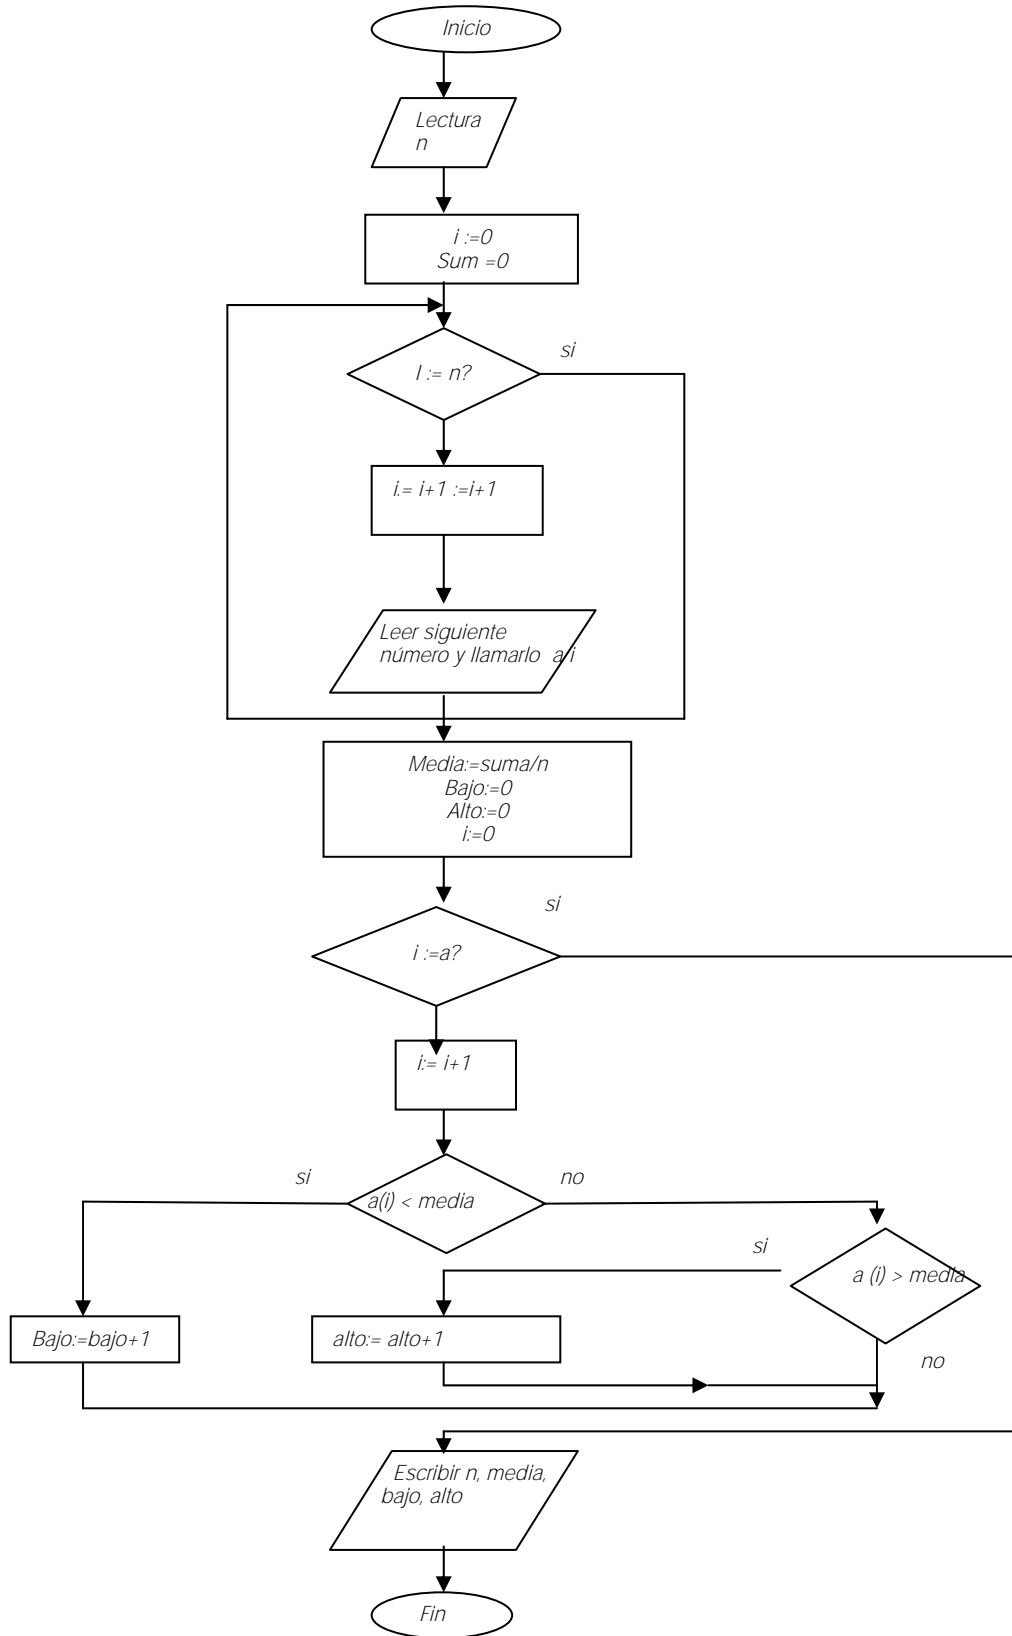 Inicio
Lectura
n
i :=0
Sum =0
si
I := n?
i.= i+1 :=i+1
Leer siguiente
número y llamarlo a/i
Media:=suma/n
Bajo:=0
Alto:=0
i:=0
si
i :=a?
i:= i+1
si
no
a(i) < media
si
a (i) > media
Bajo:=bajo+1
alto:= alto+1
no
Escribir n, media,
bajo, alto
Fin